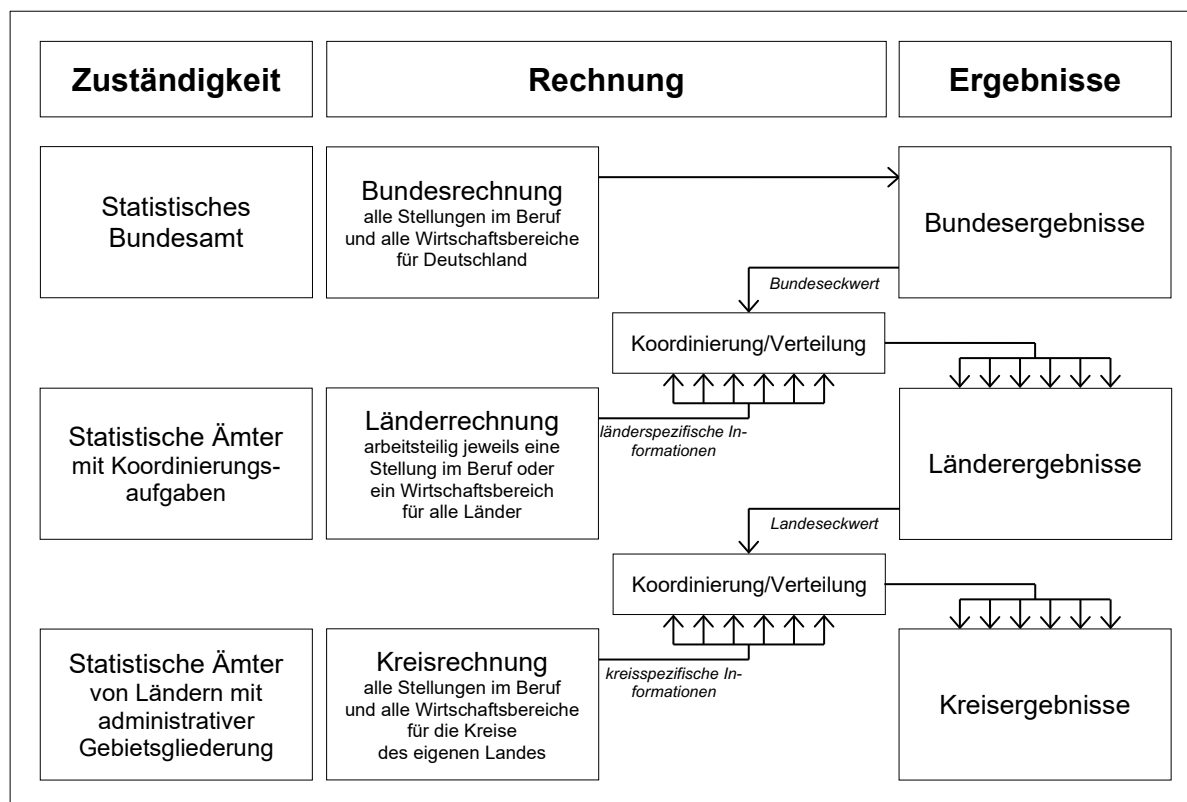 Zuständigkeit
Rechnung
Ergebnisse
Statistisches
Bundesamt
Bundesrechnung
alle Stellungen im Beruf
und alle Wirtschaftsbereiche
für Deutschland
Bundesergebnisse
Bundeseckwert
Koordinierung/Verteilung
Statistische Ämter
mit Koordinierungs-
aufgaben
Länderrechnung
arbeitsteilig jeweils eine
Stellung im Beruf oder
ein Wirtschaftsbereich
für alle Länder
länderspezifische In-
formationen
Länderergebnisse
Landeseckwert
Koordinierung/Verteilung
Statistische Ämter
von Ländern mit
administrativer
Gebietsgliederung
Kreisrechnung
alle Stellungen im Beruf
und alle Wirtschaftsbereiche
für die Kreise
des eigenen Landes
kreisspezifische In-
formationen
Kreisergebnisse